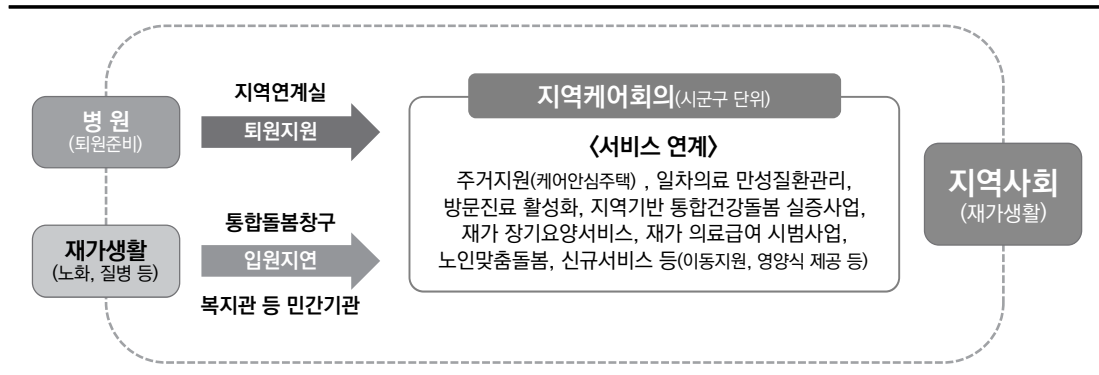 병 원
(퇴원준비)
지역연계실
퇴원지원
재가생활
(노화, 질병 등)
통합돌봄창구
입원지연
복지관 등 민간기관
지역케어회의(시군구 단위)
〈서비스 연계〉
주거지원(케어안심주택) , 일차의료 만성질환관리,
방문진료 활성화, 지역기반 통합건강돌봄 실증사업,
재가 장기요양서비스, 재가 의료급여 시범사업,
노인맞춤돌봄, 신규서비스 등(이동지원, 영양식 제공 등)
지역사회
(재가생활)